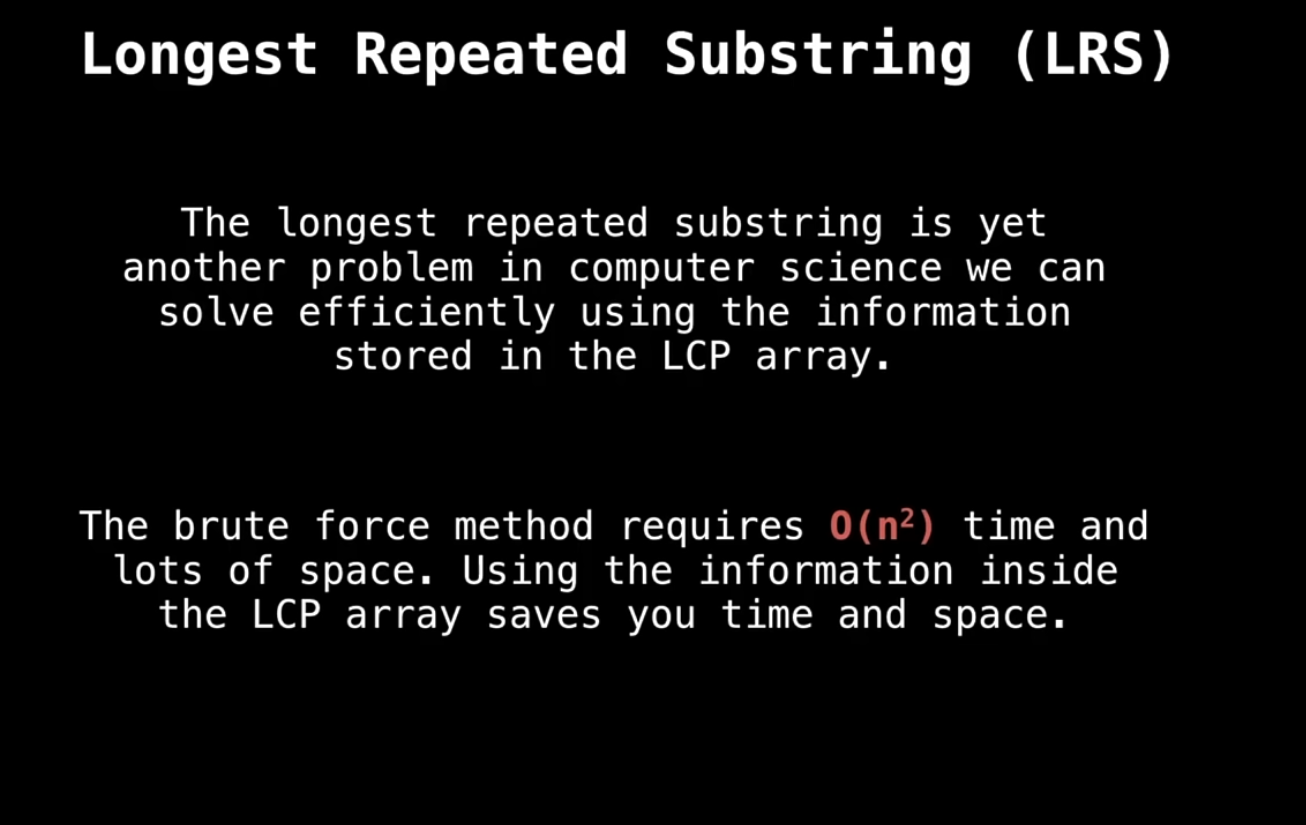 Longest Repeated Substring (LRS)
The longest repeated substring is yet
another problem in computer science we can
solve efficiently using the information
stored in the LCP array.
The brute force method requires O(n²) time and
lots of space. Using the information inside
the LCP array saves you time and space.